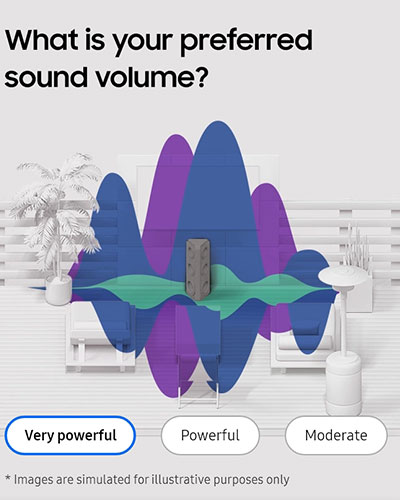 What is your preferred
sound volume?
Very powerful
Powerful
Moderate
* Images are simulated for illustrative purposes only